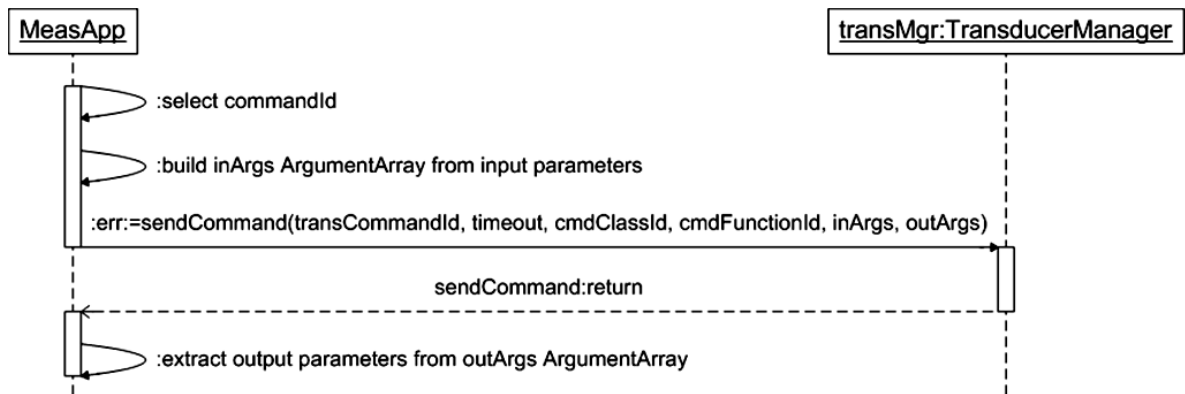 MeasApp
transMgr:TransducerManager
:select commandId
:build inArgs ArgumentArray from input parameters
:err:=sendCommand(transCommandId, timeout, cmdClassId, cmdFunctionId, inArgs, outArgs)
sendCommand:return
:extract output parameters from outArgs ArgumentArray